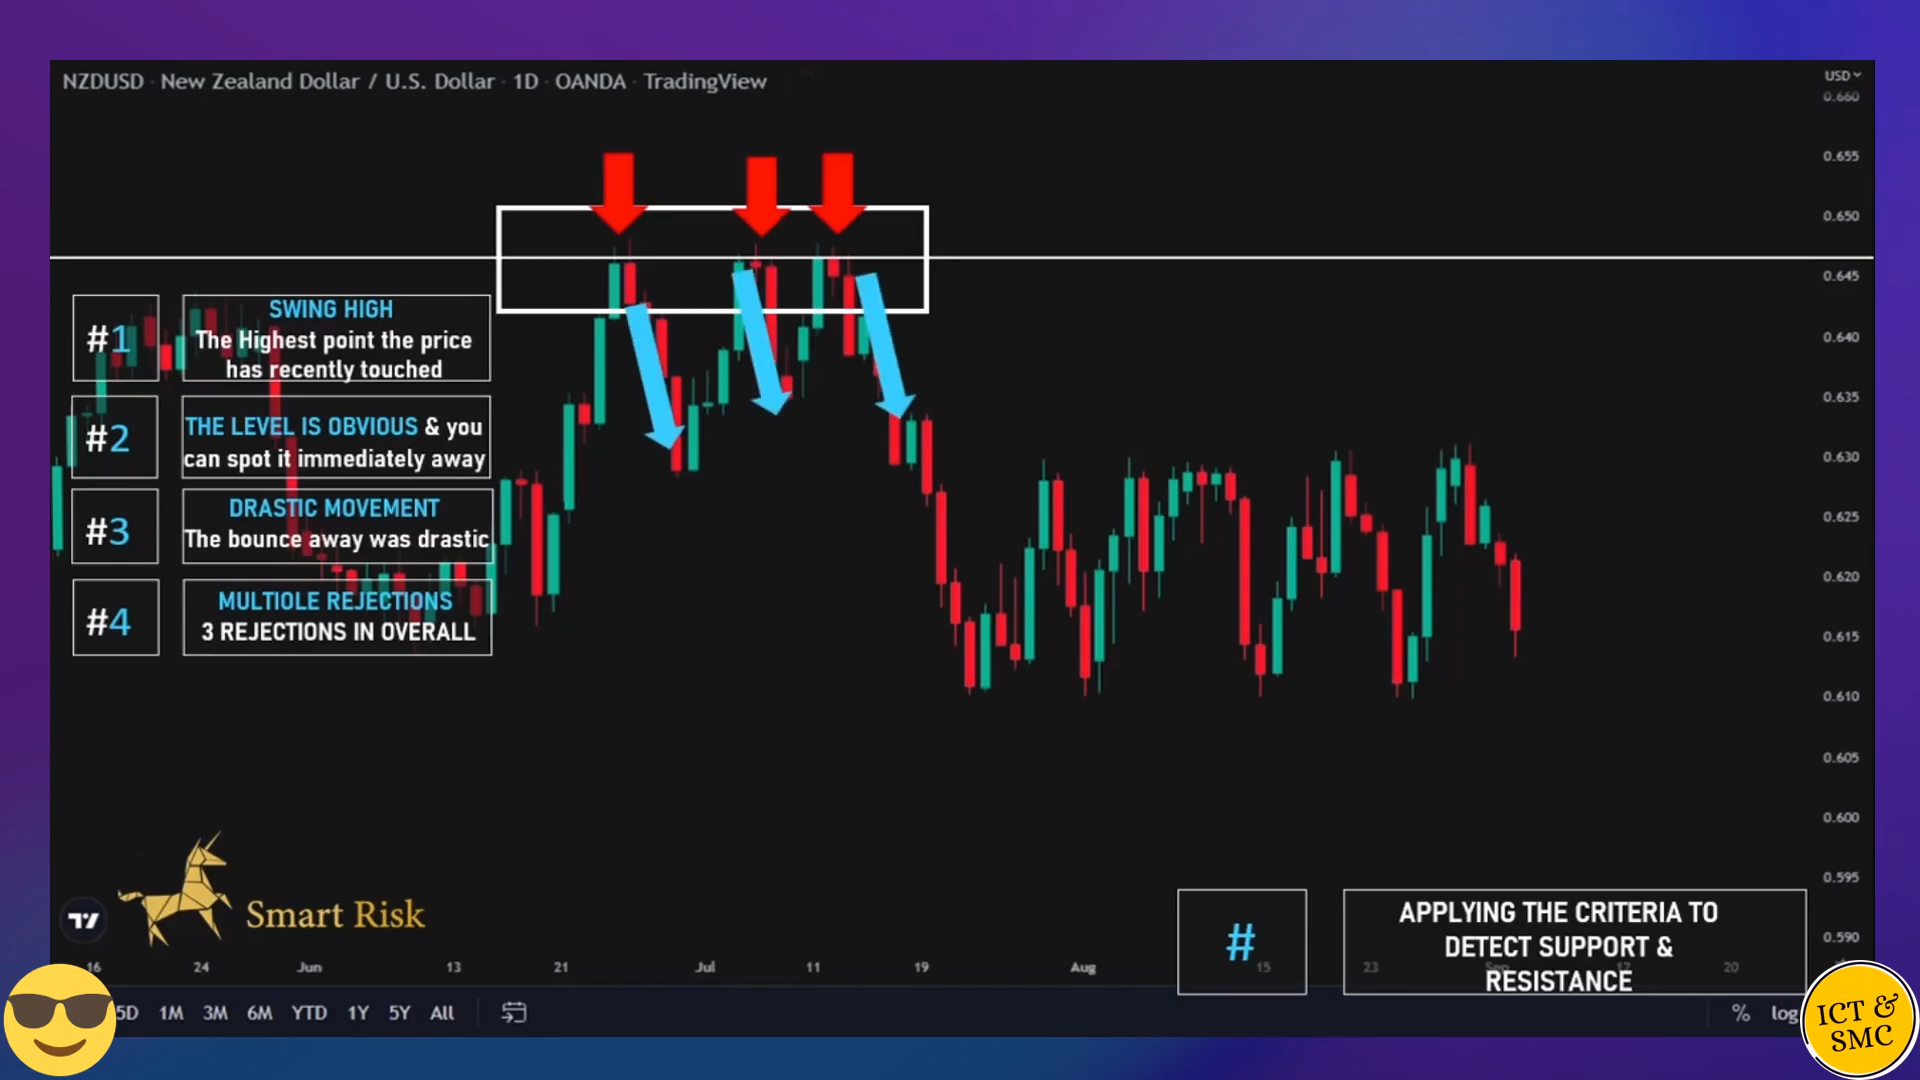 NZDUSD · New Zealand Dollar / U.S. Dollar · 1D · OANDA · TradingView
USD
0.660
0.655
0.650
0.645
0.640
0.635
0.630
0.625
0.620
0.615
0.610
0.605
0.600
0.595
0.590
#1
SWING HIGH
The Highest point the price
has recently touched
#2
THE LEVEL IS OBVIOUS & you
can spot it immediately away
#3
DRASTIC MOVEMENT
The bounce away was drastic
#4
MULTIOLE REJECTIONS
3 REJECTIONS IN OVERALL
Smart Risk
#
APPLYING THE CRITERIA TO
DETECT SUPPORT &
RESISTANCE
16 24 Jun 13 21 Jul 11 19 Aug 15 23 Sep 12 20
5D 1M 3M 6M YTD 1Y 5Y All
% log
ICT &
SMC